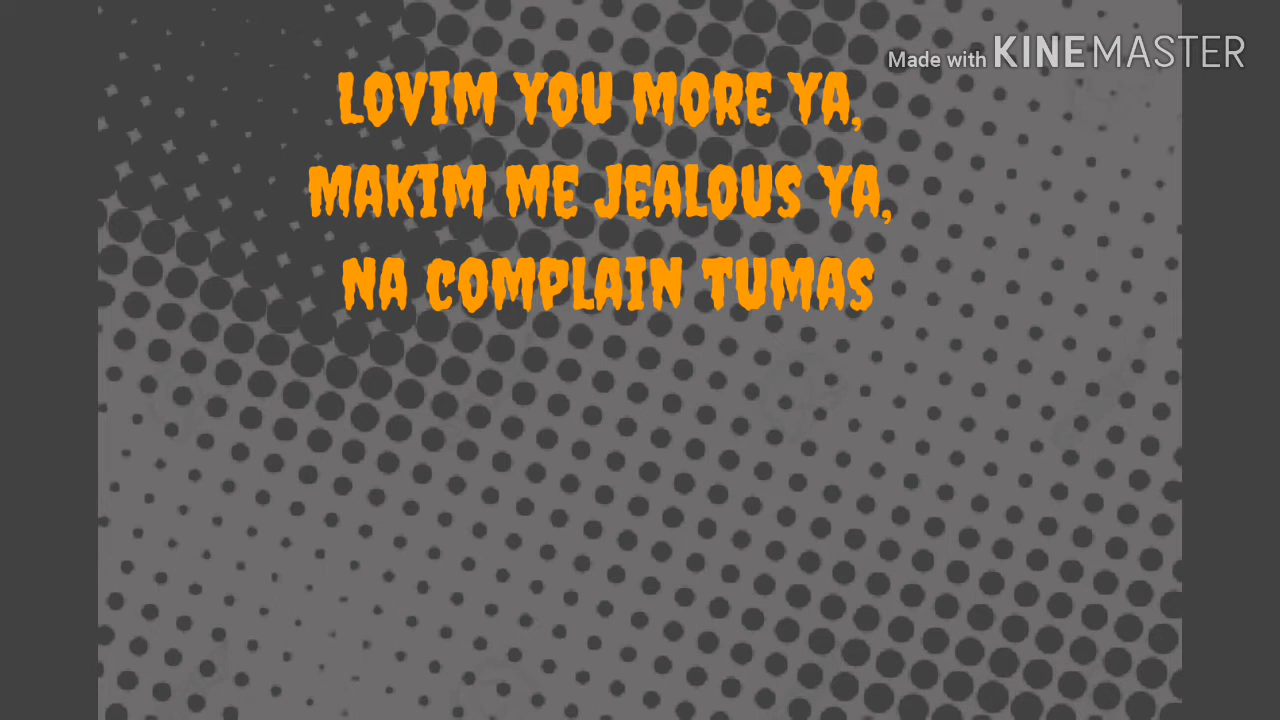 Made with KINEMASTER
LOVIM YOU MORE YA,
MAKIM ME JEALOUS YA,
NA COMPLAIN TUMAS